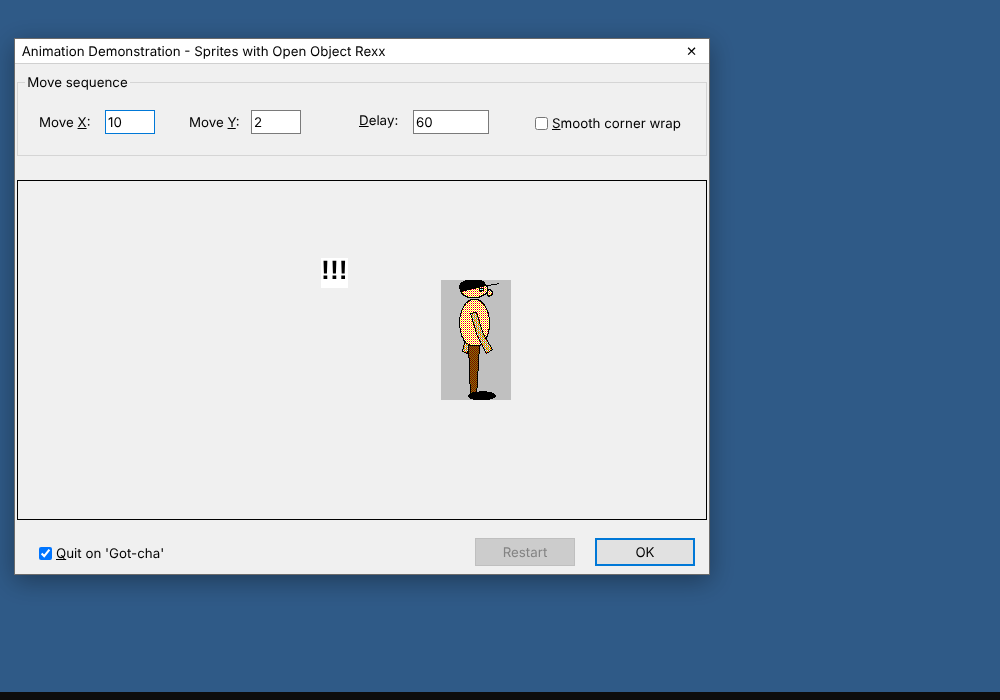 Animation Demonstration - Sprites with Open Object Rexx
Move sequence
Move X: 10 Move Y: 2 Delay: 60 Smooth corner wrap
!!!
Quit on 'Got-cha' Restart OK